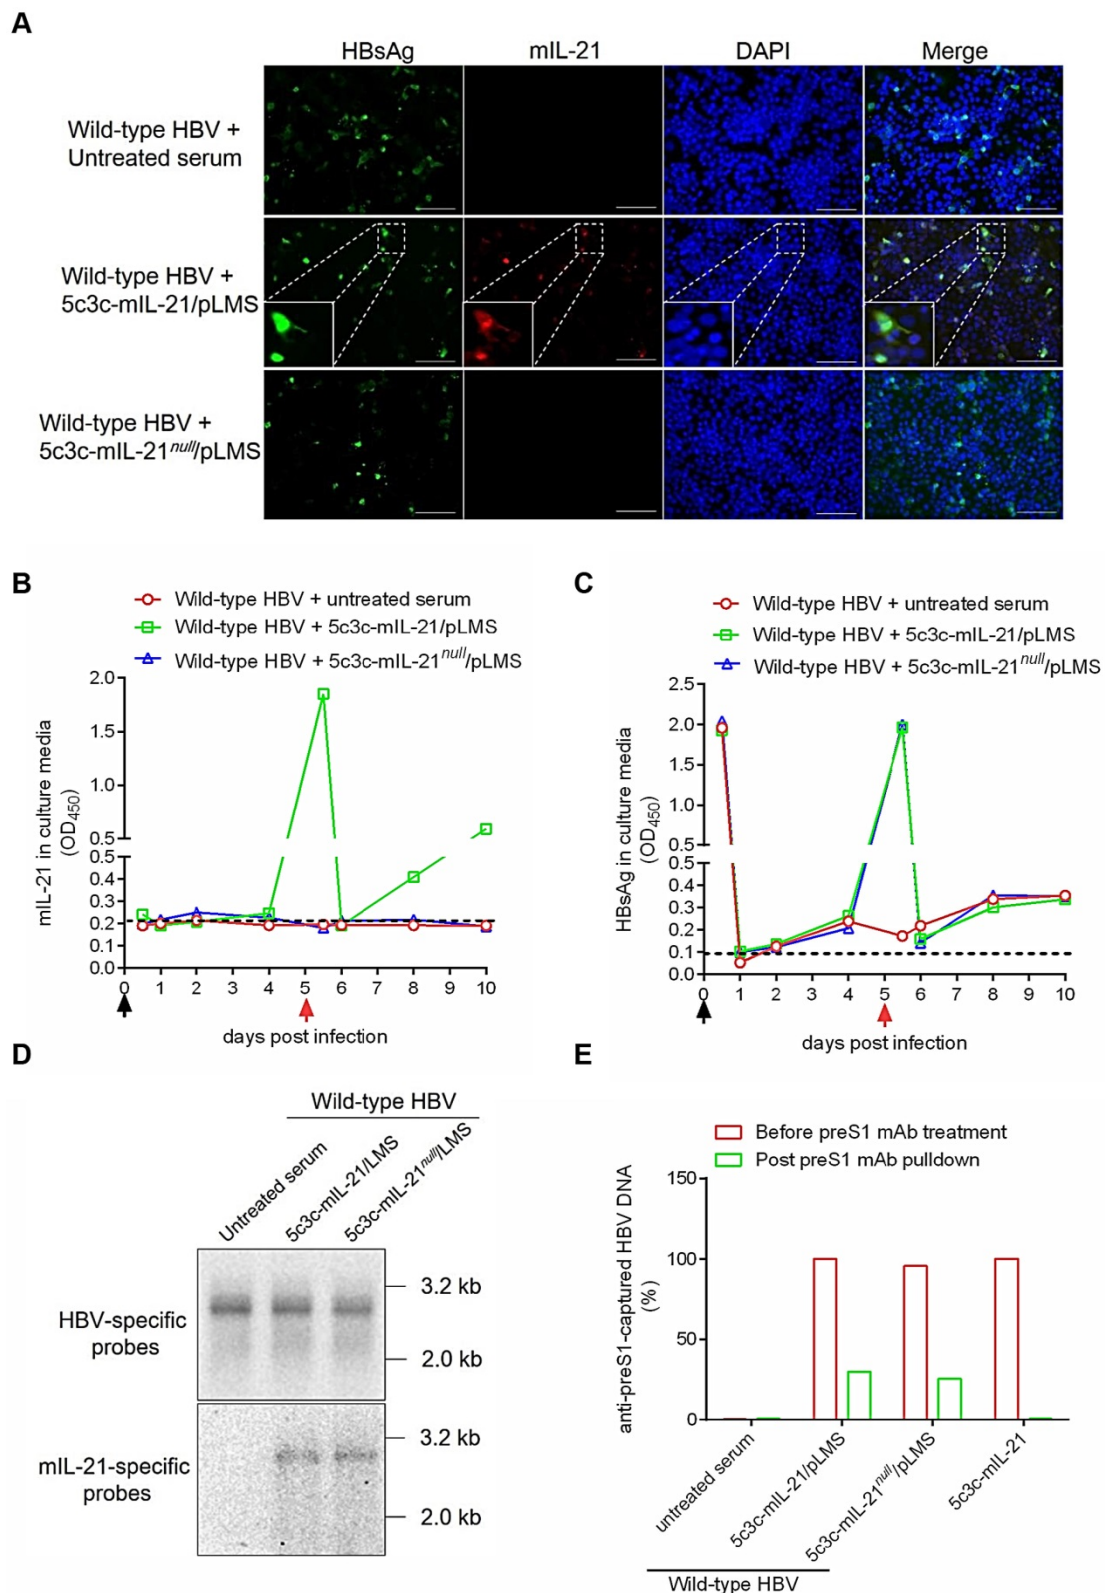 A
HBsAg mIL-21 DAPI Merge
Wild-type HBV +
Untreated serum
Wild-type HBV +
5c3c-mIL-21/pLMS
Wild-type HBV +
5c3c-mIL-21null/pLMS
B
Wild-type HBV + untreated serum
Wild-type HBV + 5c3c-mIL-21/pLMS
Wild-type HBV + 5c3c-mIL-21null/pLMS
mIL-21 in culture media
(OD450)
2.0
1.5
1.0
0.5
0.5
0.4
0.3
0.2
0.1
0.0
0 1 2 3 4 5 6 7 8 9 10
days post infection
C
Wild-type HBV + untreated serum
Wild-type HBV + 5c3c-mIL-21/pLMS
Wild-type HBV + 5c3c-mIL-21null/pLMS
HBsAg in culture media
(OD450)
2.5
2.0
1.5
1.0
0.5
0.4
0.3
0.2
0.1
0.0
0 1 2 3 4 5 6 7 8 9 10
days post infection
D
Wild-type HBV
Untreated serum
5c3c-mIL-21/LMS
5c3c-mIL-21null/LMS
HBV-specific
probes
3.2 kb
2.0 kb
mIL-21-specific
probes
3.2 kb
2.0 kb
E
Before preS1 mAb treatment
Post preS1 mAb pulldown
anti-preS1-captured HBV DNA
(%)
150
100
50
0
untreated serum
5c3c-mIL-21/pLMS
5c3c-mIL-21null/pLMS
5c3c-mIL-21
Wild-type HBV